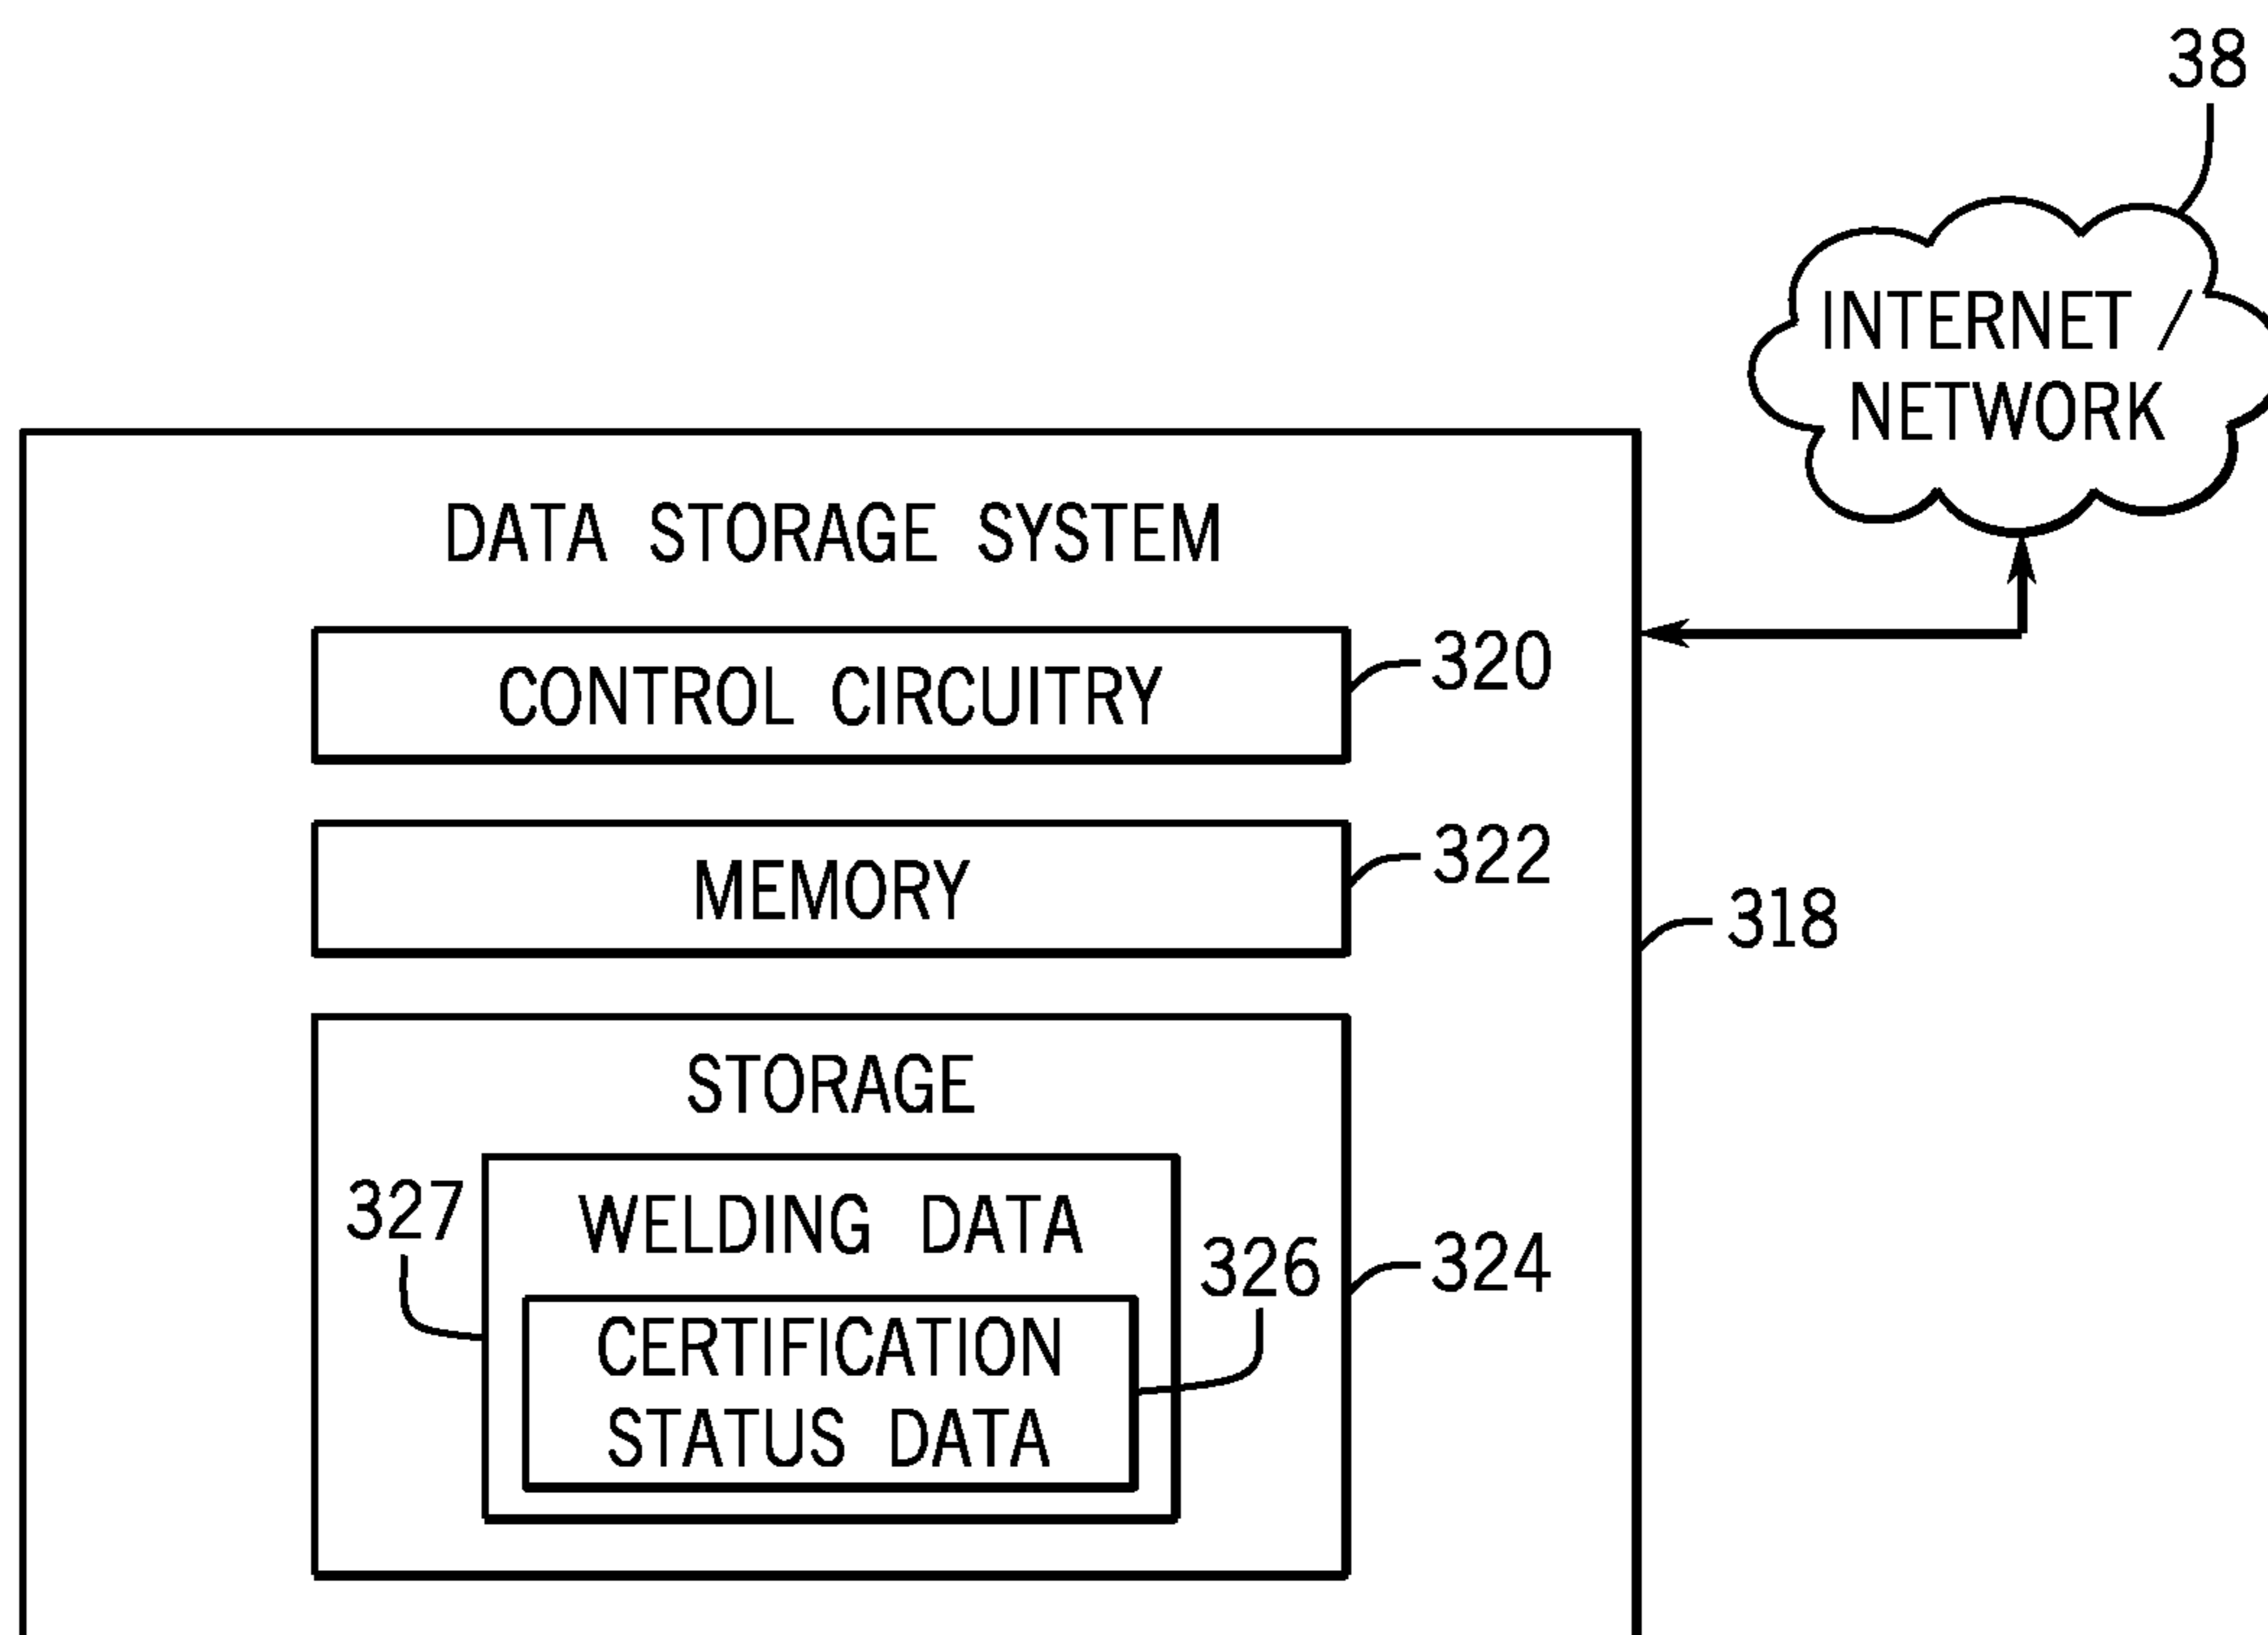 38
INTERNET /
NETWORK
DATA STORAGE SYSTEM
CONTROL CIRCUITRY
320
MEMORY
322
318
STORAGE
327
WELDING DATA
326
324
CERTIFICATION
STATUS DATA